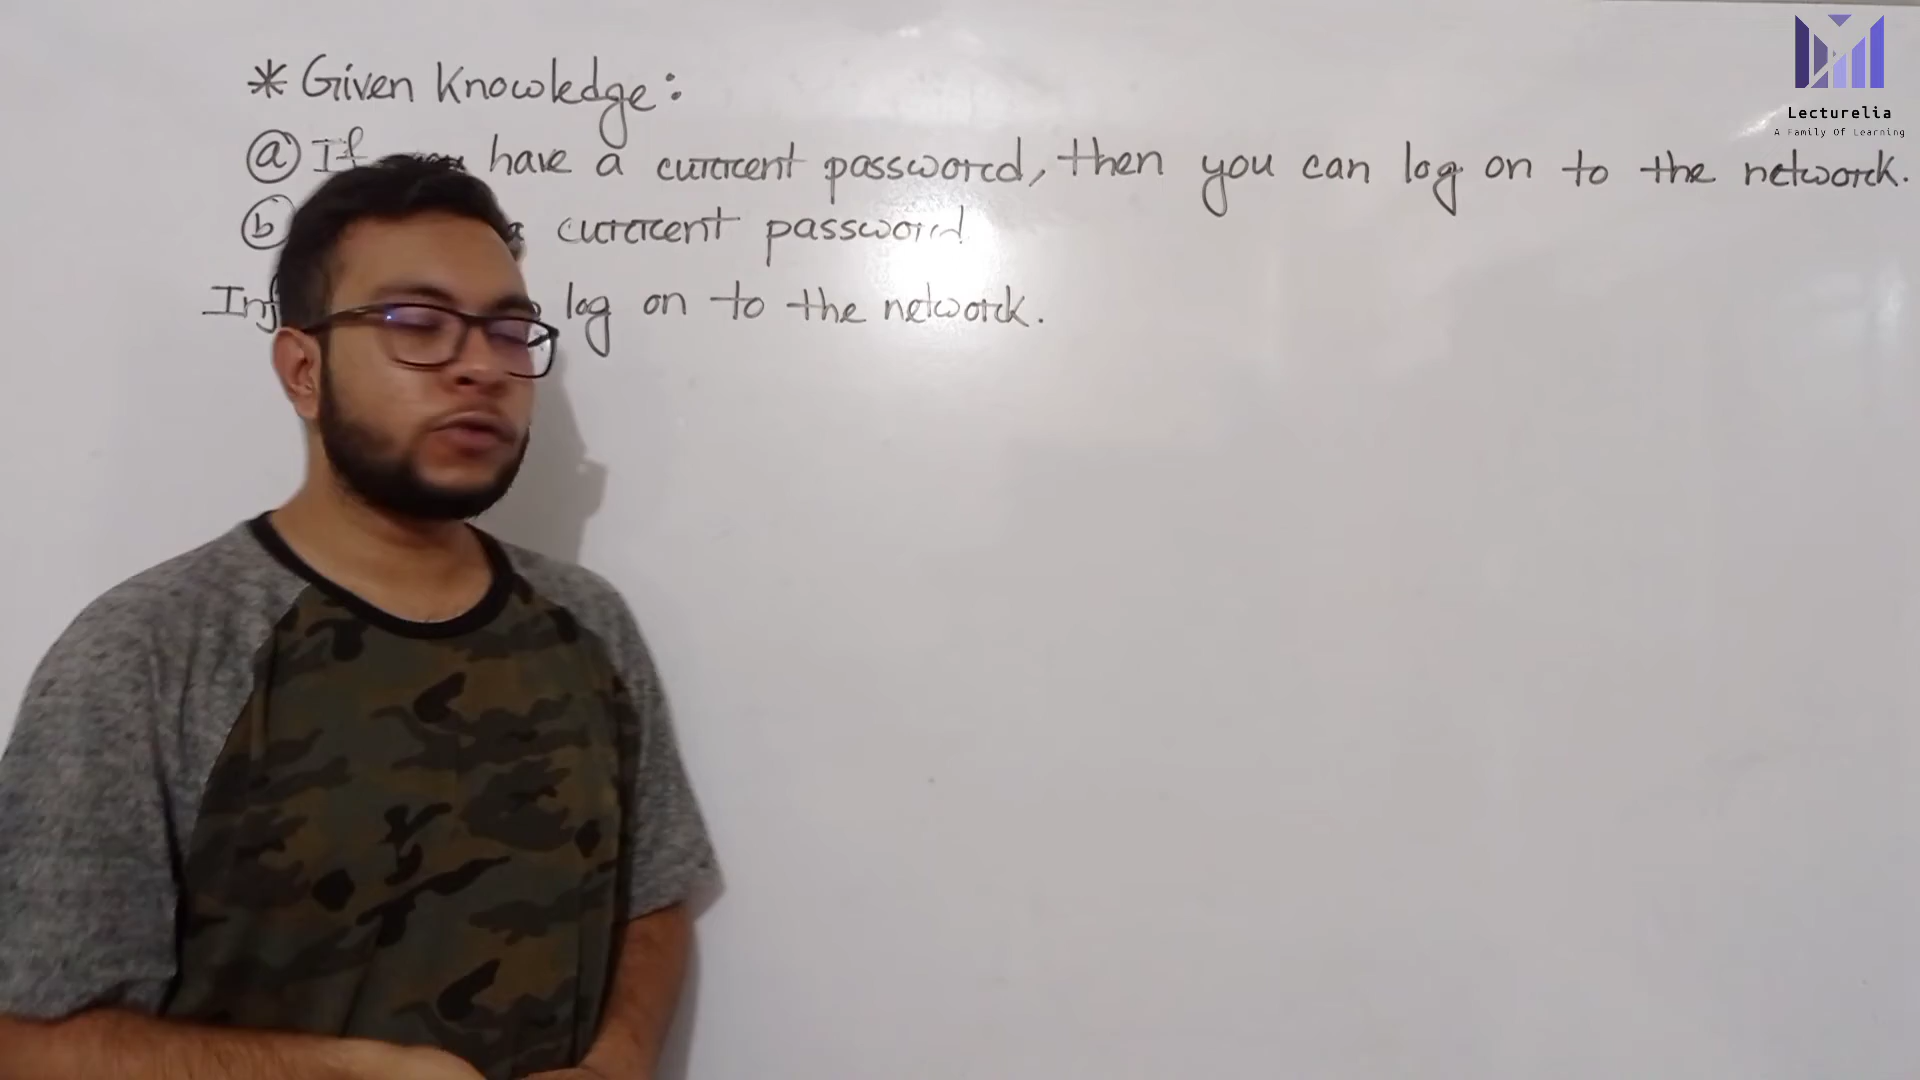 * Given Knowledge:
(a) If you have a current password, then you can log on to the network.
(b) current password
log on to the network.
Lecturelia
A Family Of Learning